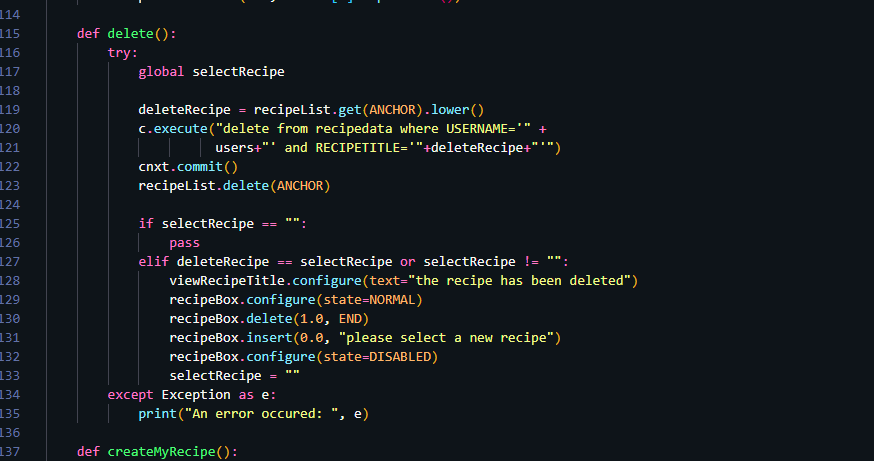 114
115 def delete():
116 try:
117 global selectRecipe
118
119 deleteRecipe = recipeList.get(ANCHOR).lower()
120 c.execute("delete from recipedata where USERNAME='" +
121 users+"' and RECIPETITLE='"+deleteRecipe+"'")
122 cnxt.commit()
123 recipeList.delete(ANCHOR)
124
125 if selectRecipe == "":
126 pass
127 elif deleteRecipe == selectRecipe or selectRecipe != "":
128 viewRecipeTitle.configure(text="the recipe has been deleted")
129 recipeBox.configure(state=NORMAL)
130 recipeBox.delete(1.0, END)
131 recipeBox.insert(0.0, "please select a new recipe")
132 recipeBox.configure(state=DISABLED)
133 selectRecipe = ""
134 except Exception as e:
135 print("An error occured: ", e)
136
137 def createMyRecipe():